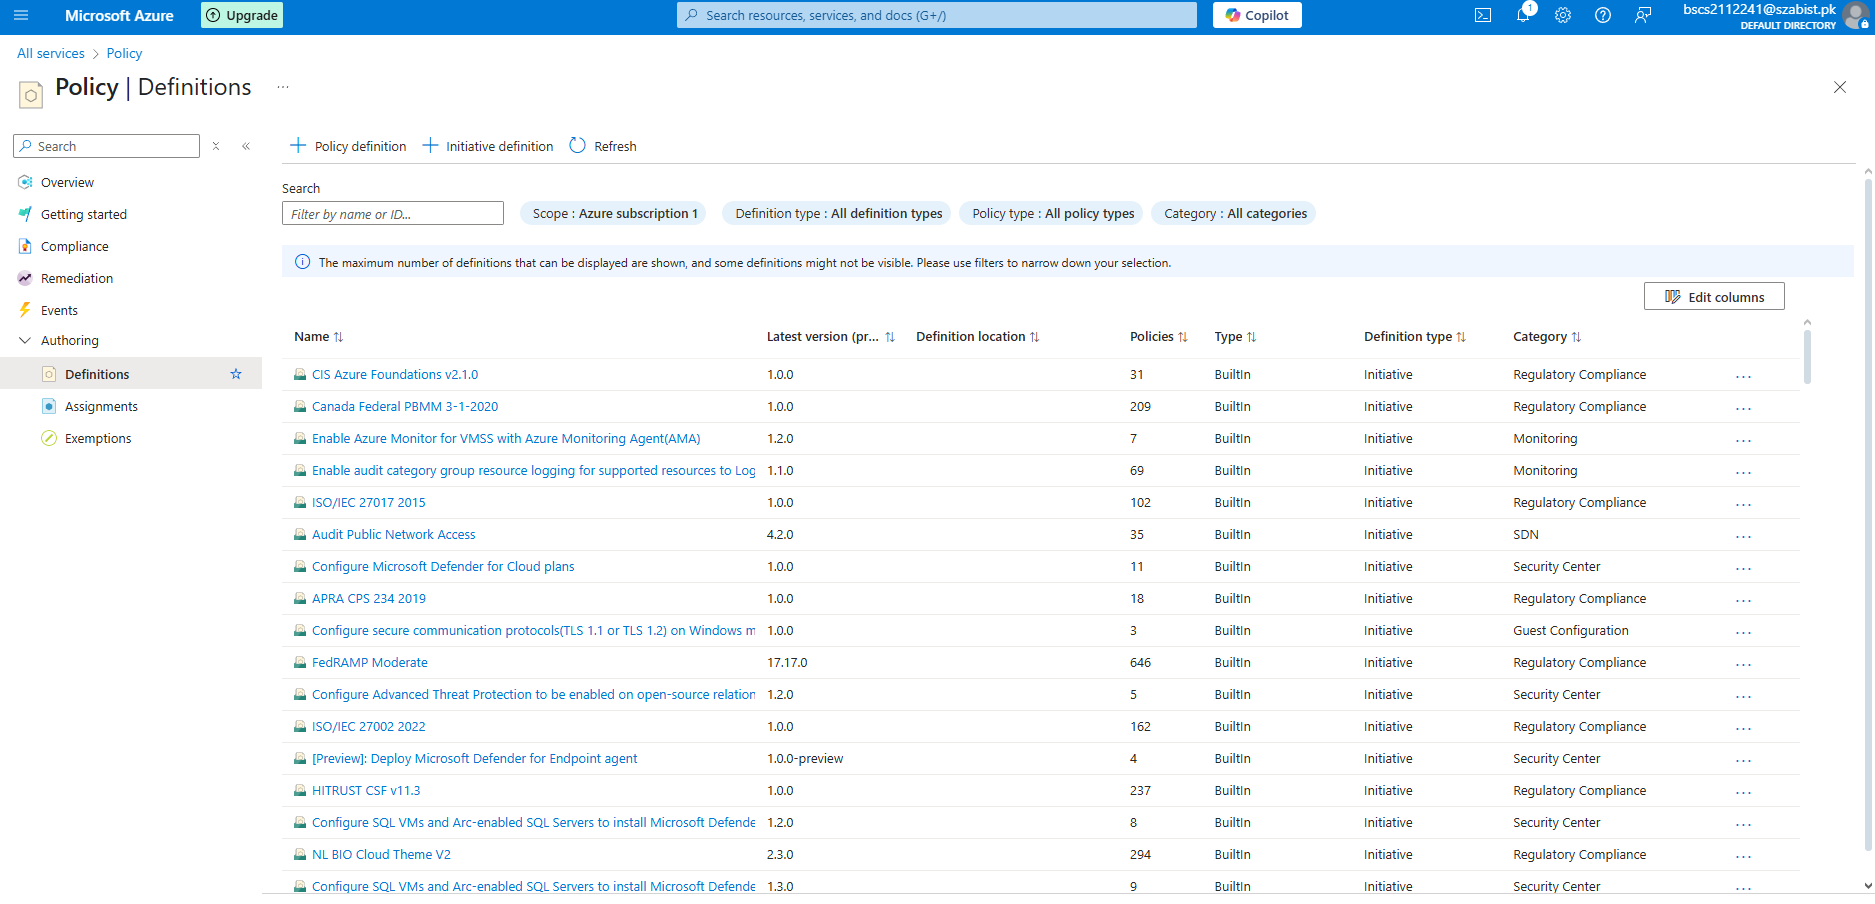 Microsoft Azure
Upgrade
Search resources, services, and docs (G+/)
Copilot
1
bscs2112241@szabist.pk
DEFAULT DIRECTORY
All services > Policy
Policy | Definitions ...
Search
Overview
Getting started
Compliance
Remediation
Events
Authoring
Definitions
Assignments
Exemptions
+ Policy definition + Initiative definition Refresh
Search
Filter by name or ID...
Scope : Azure subscription 1
Definition type : All definition types
Policy type : All policy types
Category : All categories
The maximum number of definitions that can be displayed are shown, and some definitions might not be visible. Please use filters to narrow down your selection.
Edit columns
Name Latest version (pr... Definition location Policies Type Definition type Category
CIS Azure Foundations v2.1.0 1.0.0 31 BuiltIn Initiative Regulatory Compliance ...
Canada Federal PBMM 3-1-2020 1.0.0 209 BuiltIn Initiative Regulatory Compliance ...
Enable Azure Monitor for VMSS with Azure Monitoring Agent(AMA) 1.2.0 7 BuiltIn Initiative Monitoring ...
Enable audit category group resource logging for supported resources to Log 1.1.0 69 BuiltIn Initiative Monitoring ...
ISO/IEC 27017 2015 1.0.0 102 BuiltIn Initiative Regulatory Compliance ...
Audit Public Network Access 4.2.0 35 BuiltIn Initiative SDN ...
Configure Microsoft Defender for Cloud plans 1.0.0 11 BuiltIn Initiative Security Center ...
APRA CPS 234 2019 1.0.0 18 BuiltIn Initiative Regulatory Compliance ...
Configure secure communication protocols(TLS 1.1 or TLS 1.2) on Windows m 1.0.0 3 BuiltIn Initiative Guest Configuration ...
FedRAMP Moderate 17.17.0 646 BuiltIn Initiative Regulatory Compliance ...
Configure Advanced Threat Protection to be enabled on open-source relation 1.2.0 5 BuiltIn Initiative Security Center ...
ISO/IEC 27002 2022 1.0.0 162 BuiltIn Initiative Regulatory Compliance ...
[Preview]: Deploy Microsoft Defender for Endpoint agent 1.0.0-preview 4 BuiltIn Initiative Security Center ...
HITRUST CSF v11.3 1.0.0 237 BuiltIn Initiative Regulatory Compliance ...
Configure SQL VMs and Arc-enabled SQL Servers to install Microsoft Defende 1.2.0 8 BuiltIn Initiative Security Center ...
NL BIO Cloud Theme V2 2.3.0 294 BuiltIn Initiative Regulatory Compliance ...
Configure SQL VMs and Arc-enabled SQL Servers to install Microsoft Defende 1.3.0 9 BuiltIn Initiative Security Center ...